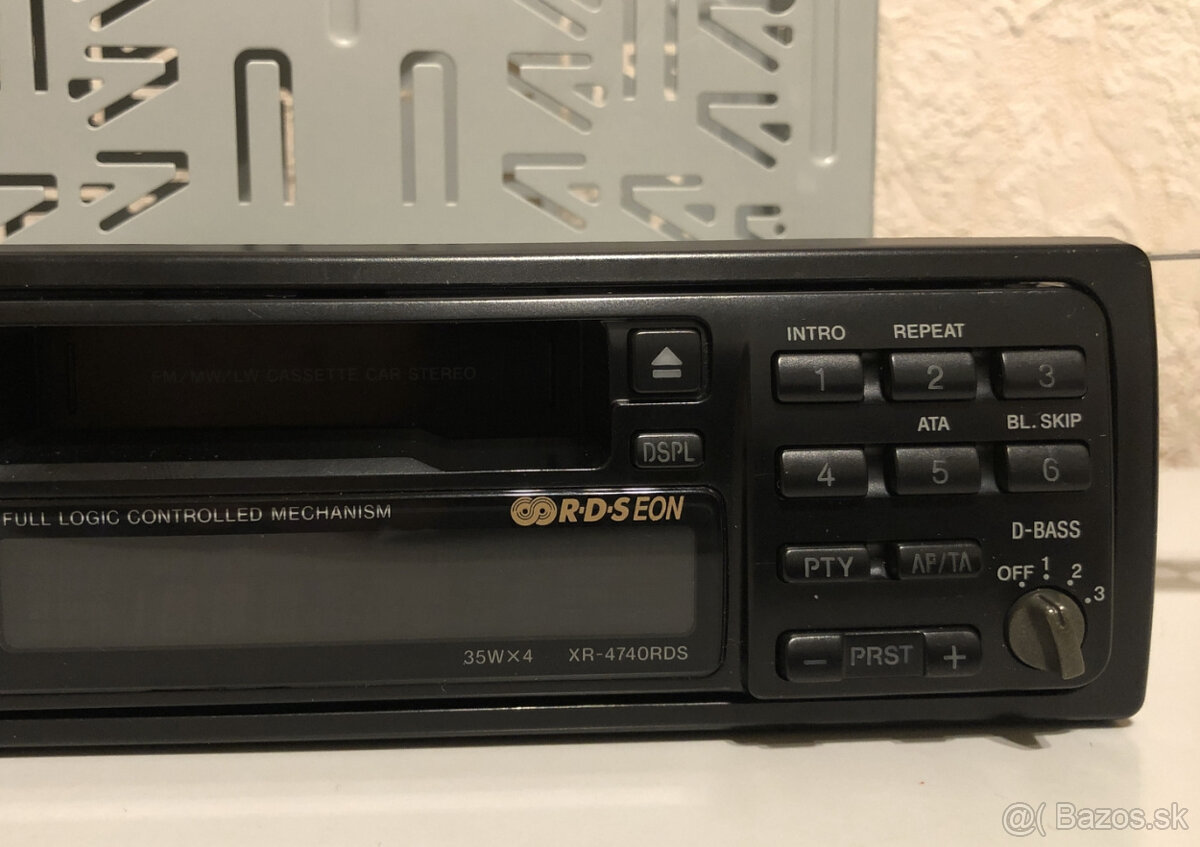 FM/MW/LW CASSETTE CAR STEREO
DSPL
FULL LOGIC CONTROLLED MECHANISM
R·D·S EON
35W×4 XR-4740RDS
INTRO REPEAT
1 2 3
ATA BL. SKIP
4 5 6
D-BASS
PTY AF/TA
OFF 1 2 3
– PRST +
@( Bazos.sk